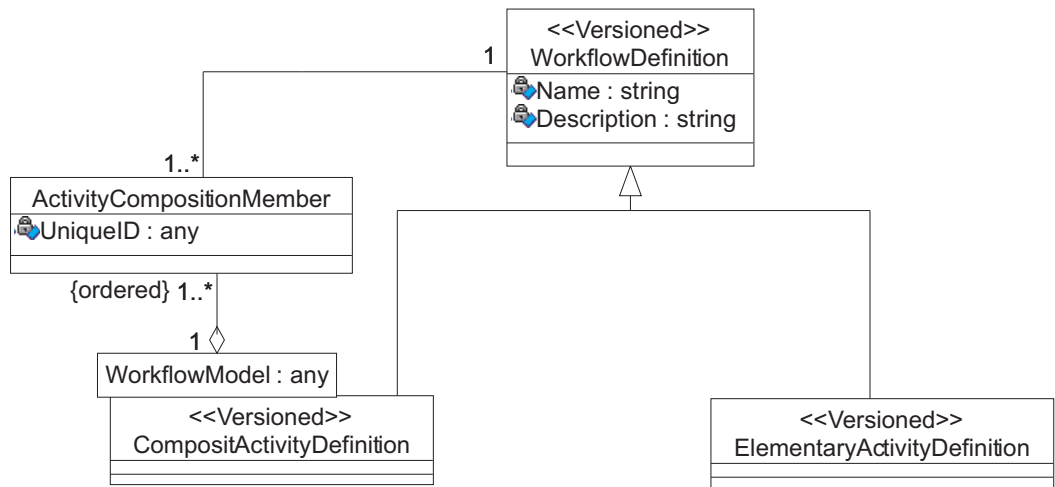 <<Versioned>>
WorkflowDefinition
Name : string
Description : string
1
1..*
ActivityCompositionMember
UniqueID : any
{ordered} 1..*
1
WorkflowModel : any
<<Versioned>>
CompositActivityDefinition
<<Versioned>>
ElementaryActivityDefinition